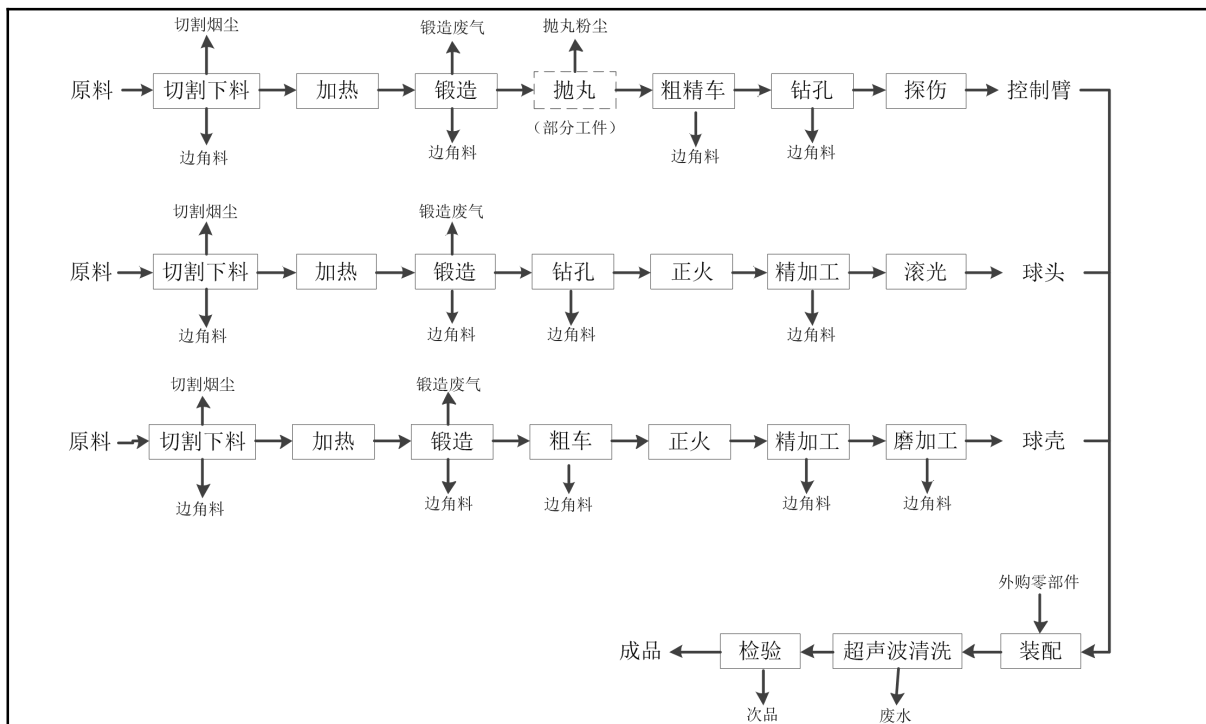 切割烟尘 锻造废气 抛丸粉尘
原料 切割下料 加热 锻造 抛丸 粗精车 钻孔 探伤 控制臂
（部分工件）
边角料 边角料 边角料 边角料
切割烟尘 锻造废气
原料 切割下料 加热 锻造 钻孔 正火 精加工 滚光 球头
边角料 边角料 边角料 边角料
切割烟尘 锻造废气
原料 切割下料 加热 锻造 粗车 正火 精加工 磨加工 球壳
边角料 边角料 边角料 边角料 边角料
外购零部件
成品 检验 超声波清洗 装配
次品 废水